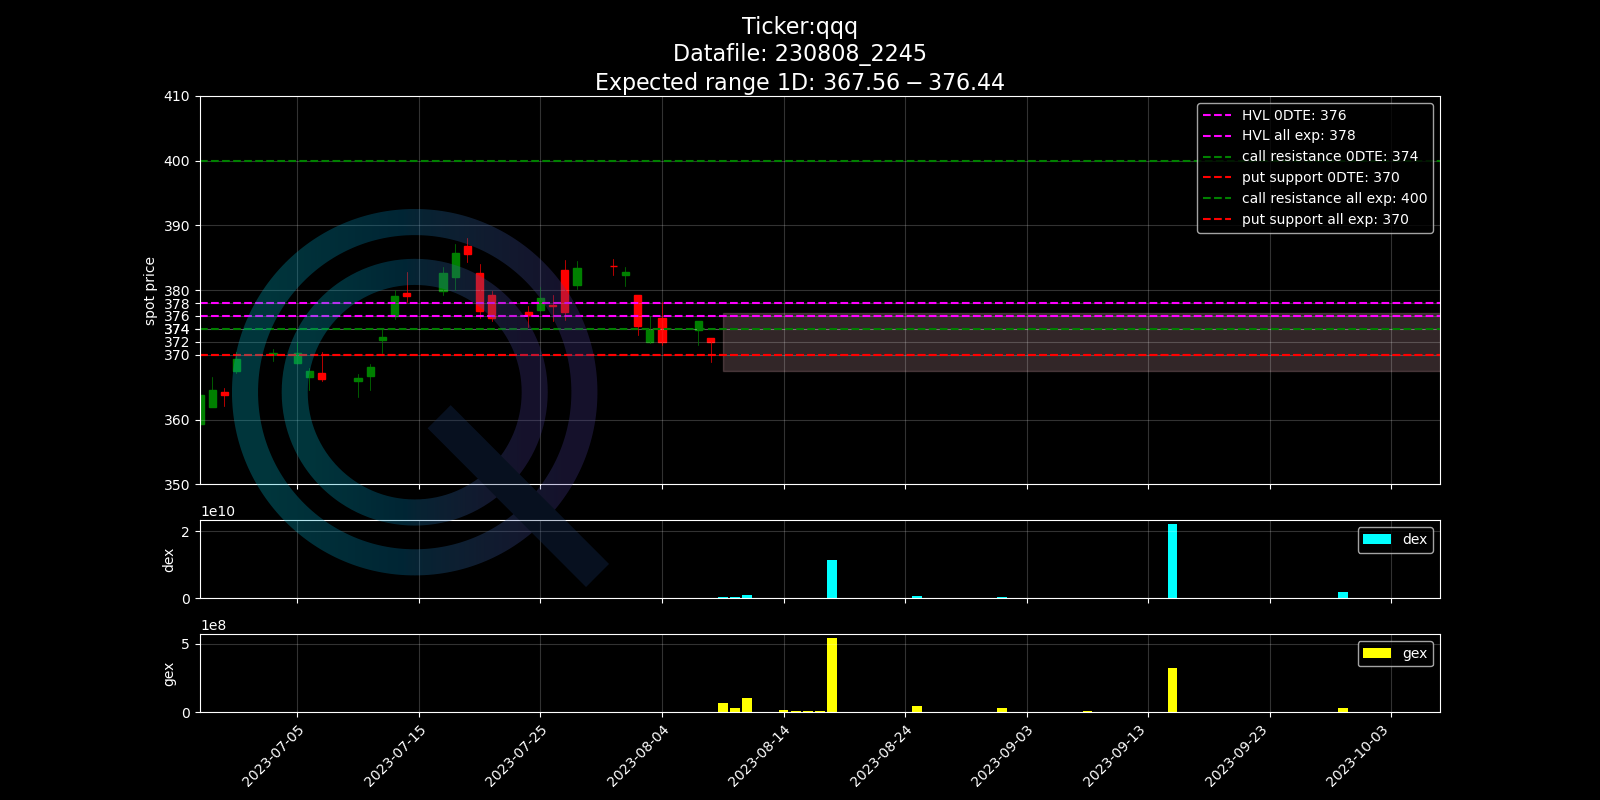 Ticker:qqq
Datafile: 230808_2245
Expected range 1D: 367.56 − 376.44
410
400
390
380
378
376
374
372
370
360
350
spot price
HVL 0DTE: 376
HVL all exp: 378
call resistance 0DTE: 374
put support 0DTE: 370
call resistance all exp: 400
put support all exp: 370
1e10
2
0
dex
dex
1e8
5
0
gex
gex
2023-07-05
2023-07-15
2023-07-25
2023-08-04
2023-08-14
2023-08-24
2023-09-03
2023-09-13
2023-09-23
2023-10-03